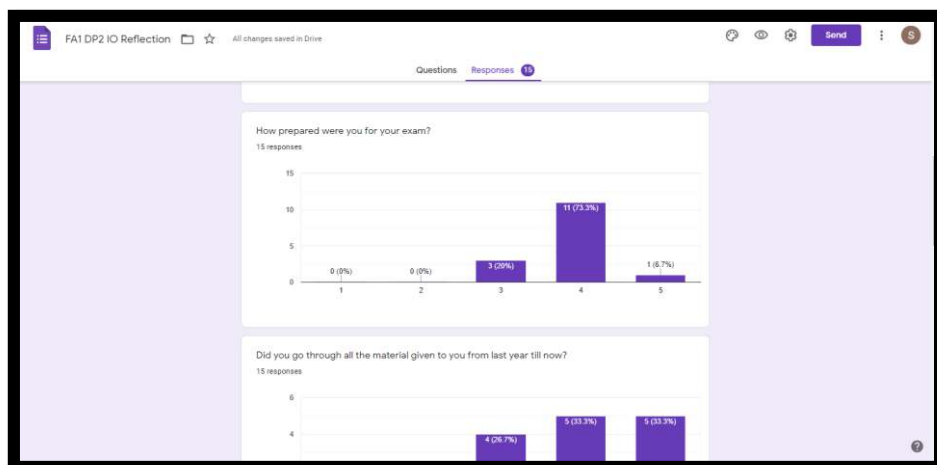 FA1 DP2 IO Reflection
All changes saved in Drive
Send
S
Questions Responses 15
How prepared were you for your exam?
15 responses
15
10
5
0
0 (0%) 0 (0%) 3 (20%) 11 (73.3%) 1 (6.7%)
1 2 3 4 5
Did you go through all the material given to you from last year till now?
15 responses
6
4
4 (26.7%) 5 (33.3%) 5 (33.3%)
?